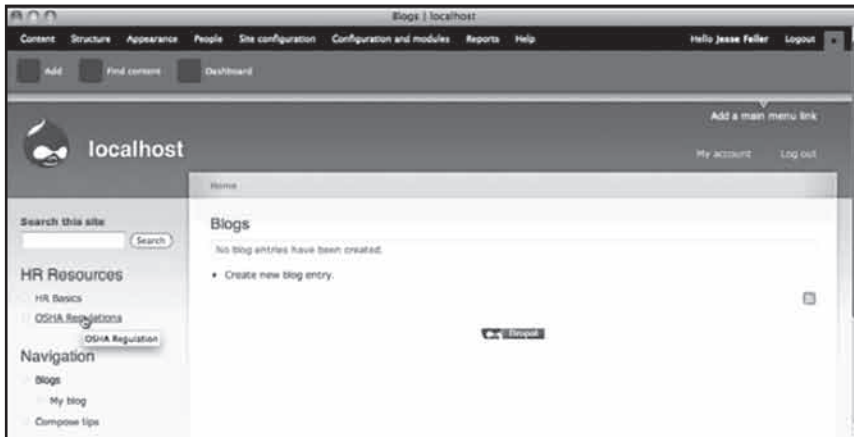 Blogs | localhost
Content Structure Appearance People Site configuration Configuration and modules Reports Help Hello Jesse Feiler Logout
Add Find content Dashboard
Add a main menu link
localhost
My account Log out
Home
Search this site
Search
Blogs
No blog entries have been created.
Create new blog entry.
HR Resources
HR Basics
OSHA Regulations
OSHA Regulation
Drupal
Navigation
Blogs
My blog
Compose tips